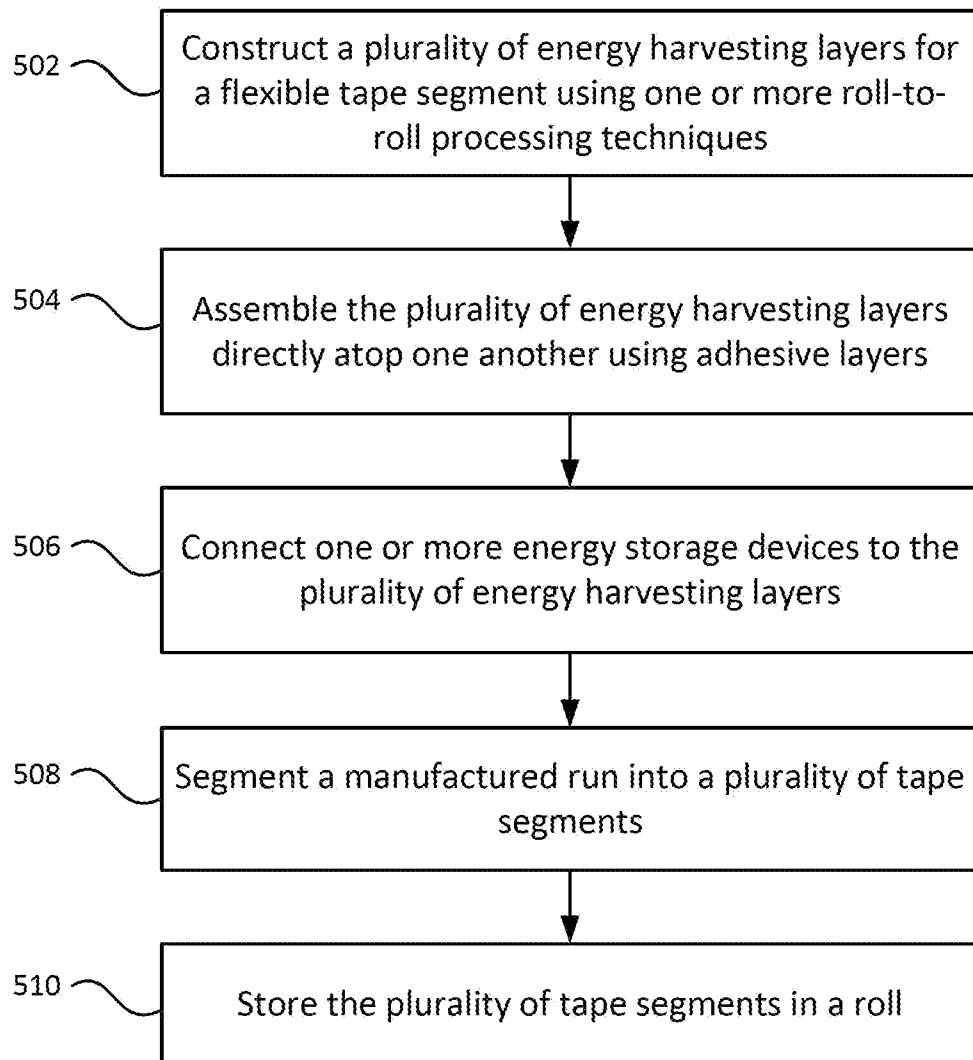 502
Construct a plurality of energy harvesting layers for
a flexible tape segment using one or more roll-to-
roll processing techniques
504
Assemble the plurality of energy harvesting layers
directly atop one another using adhesive layers
506
Connect one or more energy storage devices to the
plurality of energy harvesting layers
508
Segment a manufactured run into a plurality of tape
segments
510
Store the plurality of tape segments in a roll